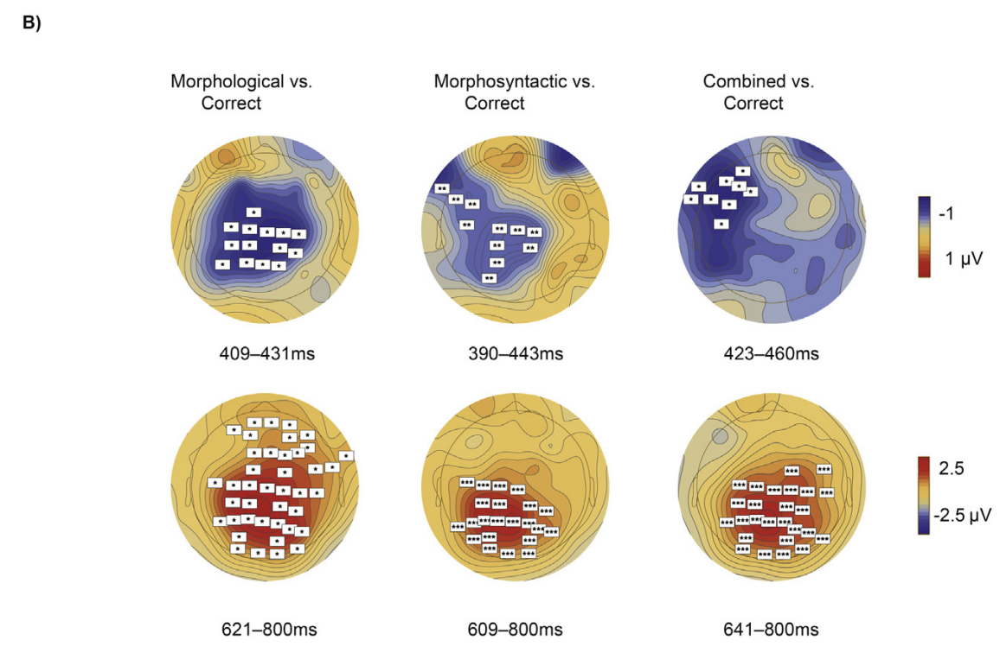 B)
Morphological vs.
Correct
Morphosyntactic vs.
Correct
Combined vs.
Correct
-1
1 µV
409–431ms
390–443ms
423–460ms
2.5
-2.5 µV
621–800ms
609–800ms
641–800ms